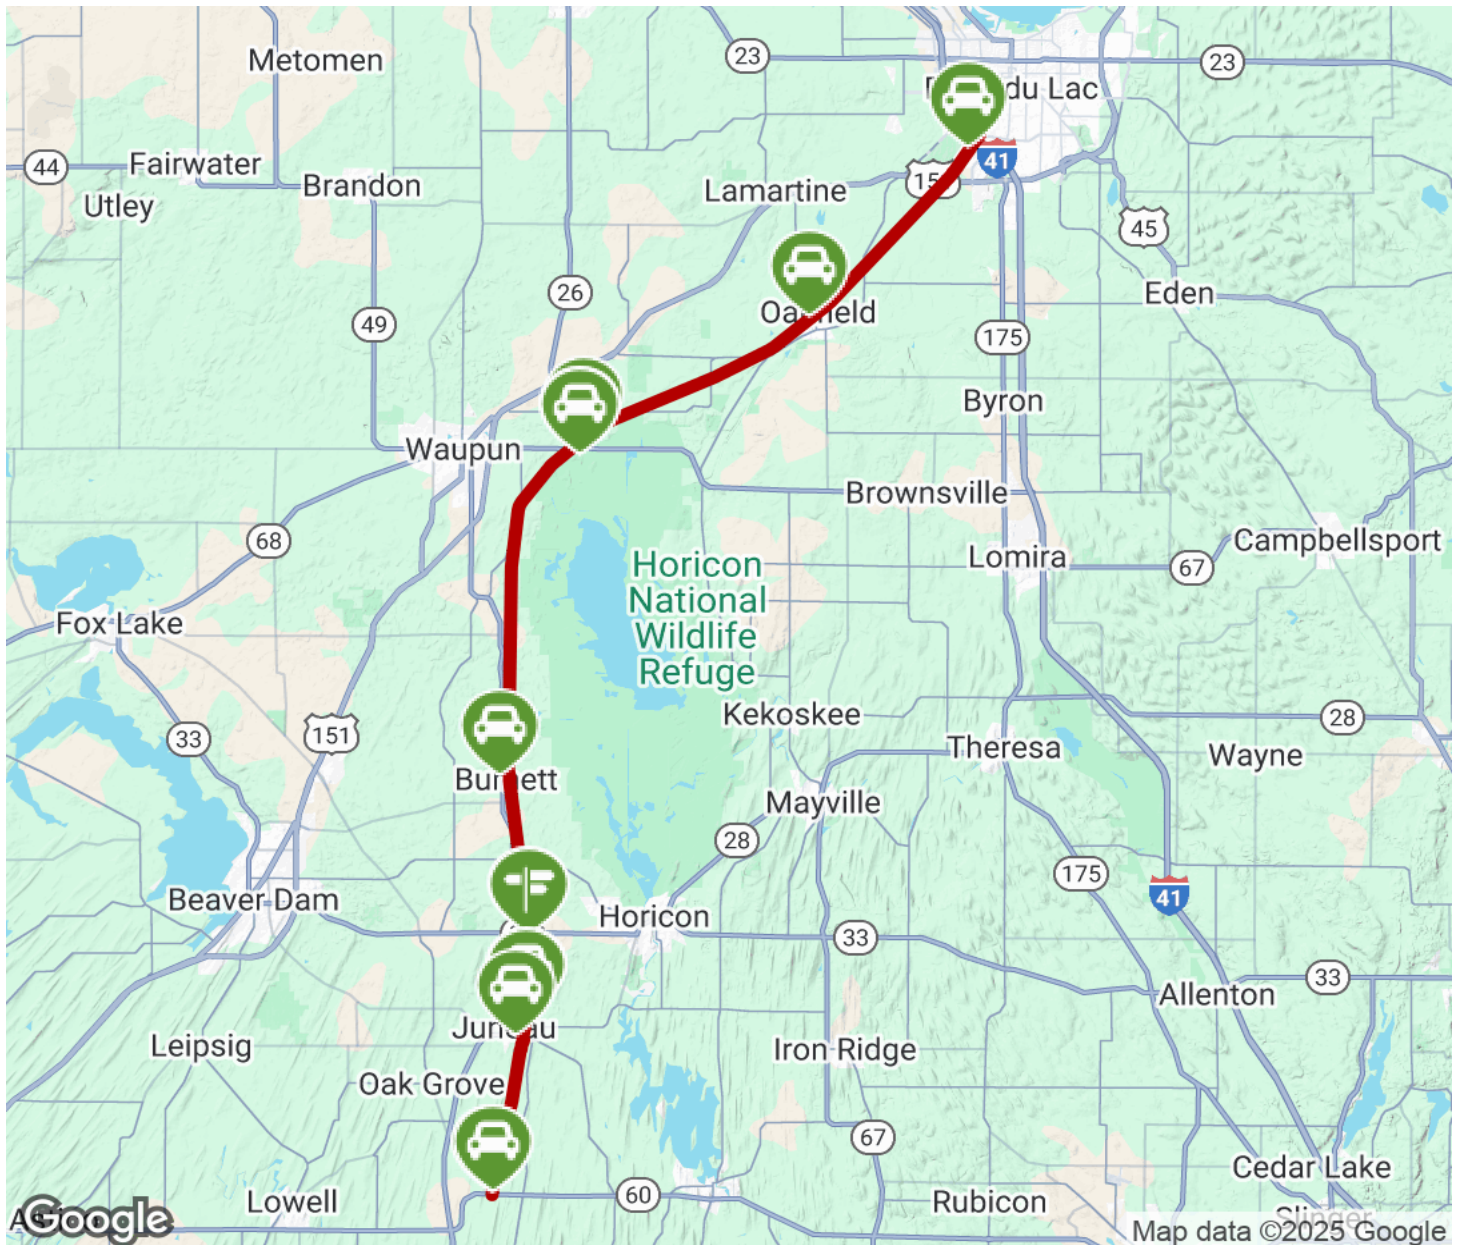 Metomen
23
23
du Lac
44
Fairwater
Brandon
Utley
Lamartine
41
45
Eden
26
49
175
Byron
Waupun
Brownsville
68
Campbellsport
Lomira
67
Horicon
National
Wildlife
Refuge
Fox Lake
33
151
Kekoskee
28
Theresa
Wayne
Mayville
28
175
41
Beaver Dam
Horicon
33
33
Allenton
Leipsig
Iron Ridge
Oak Grove
67
Cedar Lake
Lowell
60
Rubicon
Slinger
Google
Map data ©2025 Google